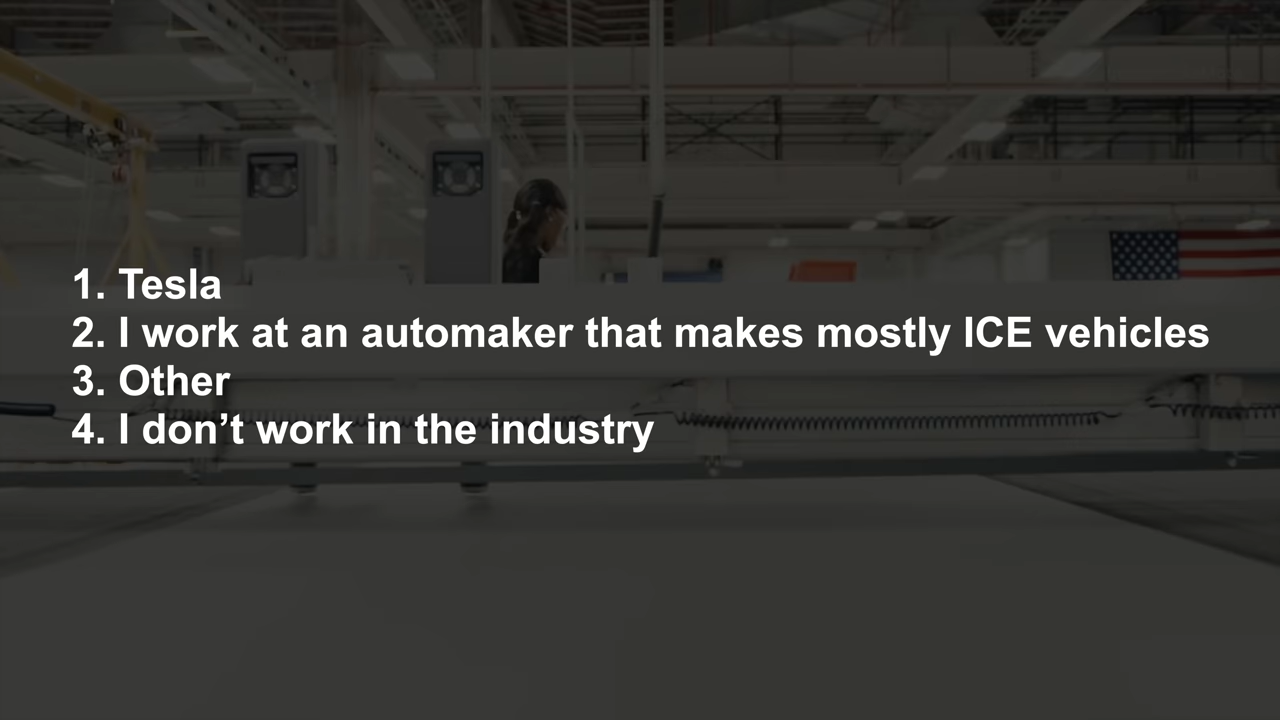 1. Tesla
2. I work at an automaker that makes mostly ICE vehicles
3. Other
4. I don’t work in the industry